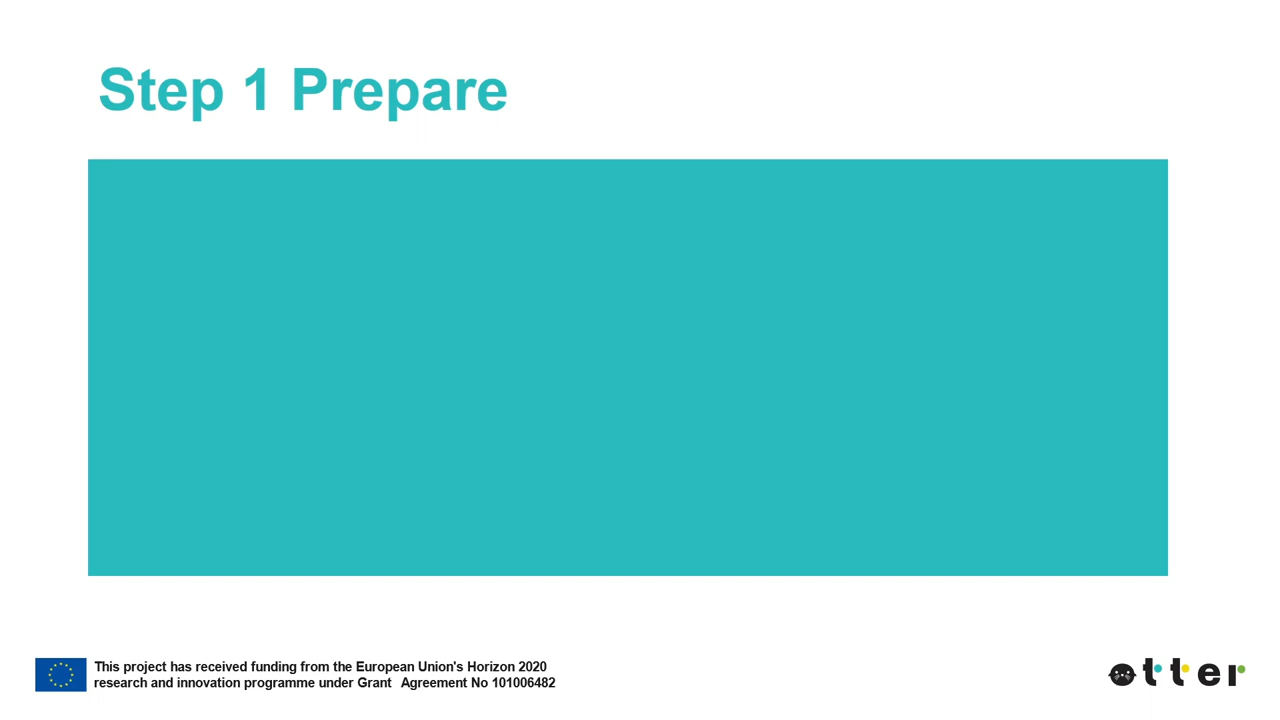 Step 1 Prepare
This project has received funding from the European Union's Horizon 2020
research and innovation programme under Grant Agreement No 101006482
otter